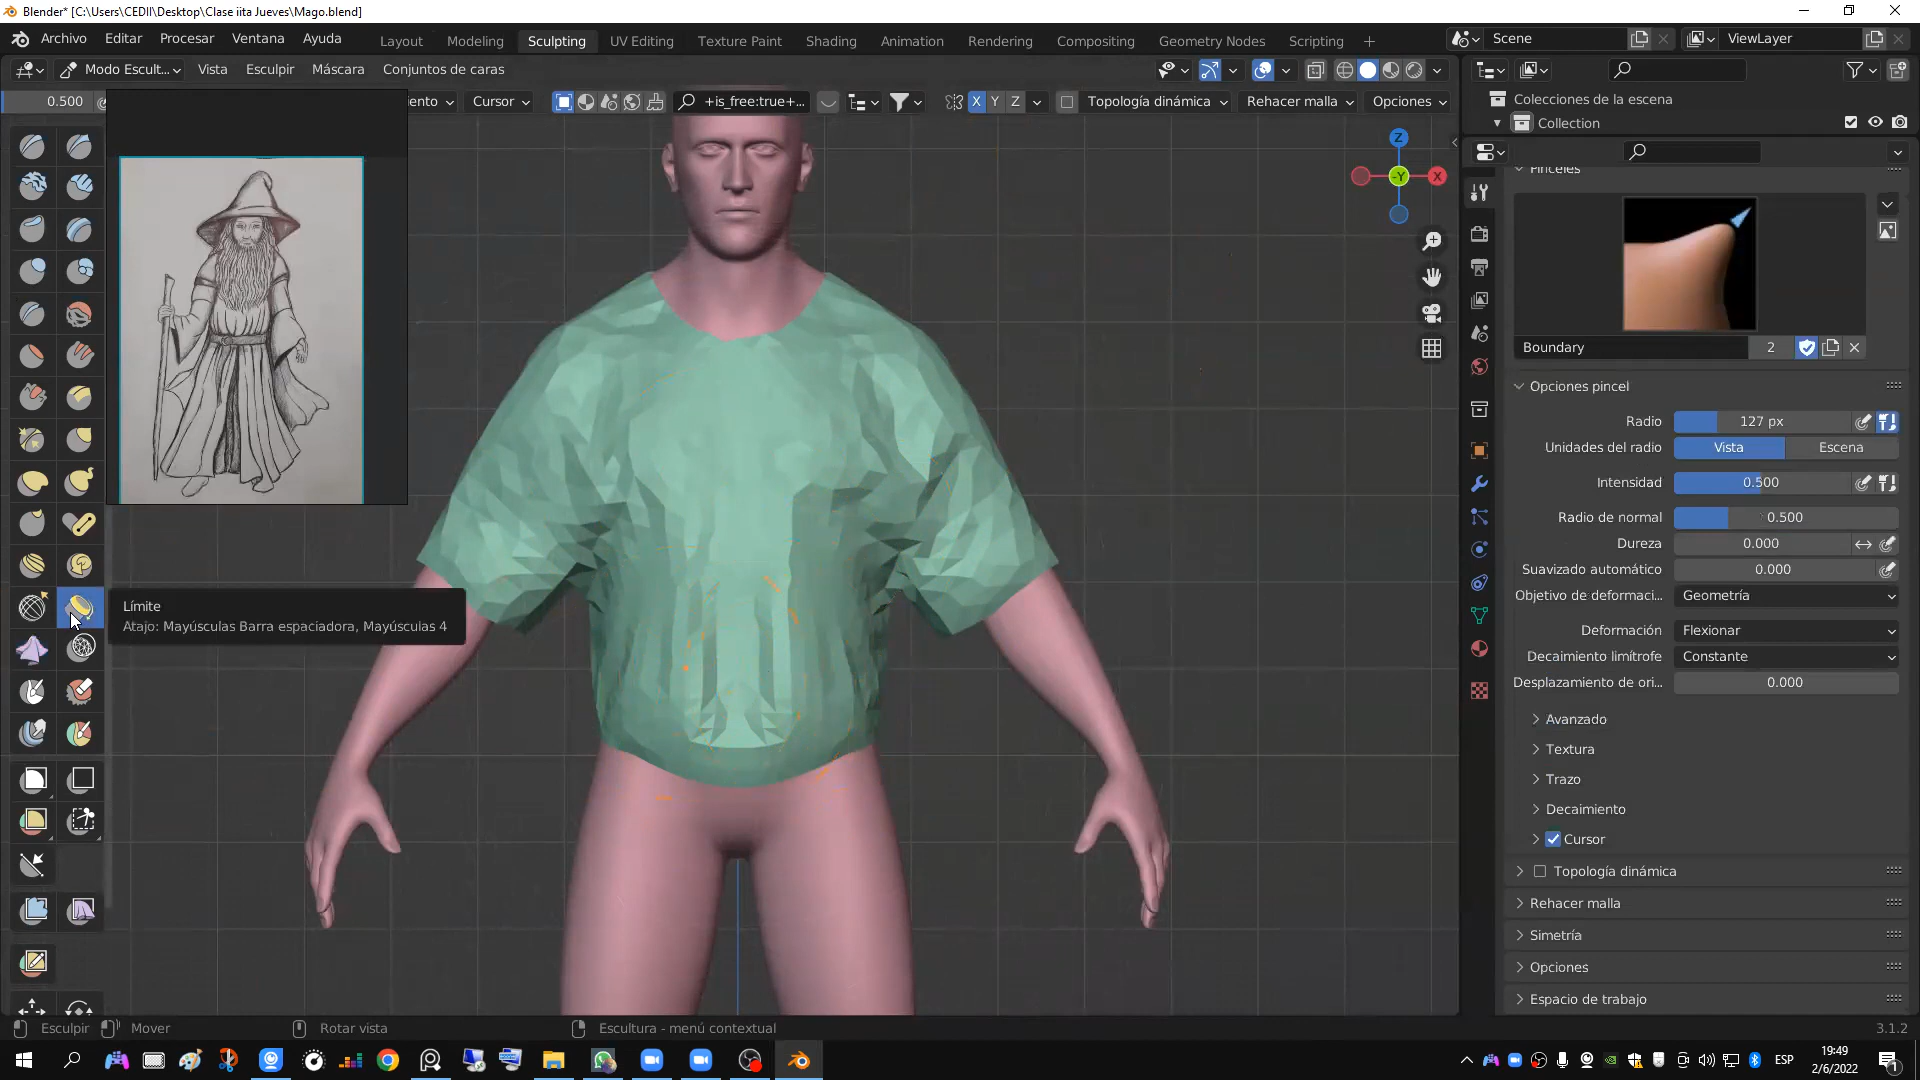 Blender* [C:\Users\CEDII\Desktop\Clase iita Jueves\Mago.blend]
Archivo Editar Procesar Ventana Ayuda
Layout Modeling Sculpting UV Editing Texture Paint Shading Animation Rendering Compositing Geometry Nodes Scripting +
Scene ViewLayer
Modo Escult... Vista Esculpir Máscara Conjuntos de caras
0.500 Cursor +is_free:true+... X Y Z Topología dinámica Rehacer malla Opciones
Colecciones de la escena
Collection
Z
-Y X
Pinceles
Boundary 2
Opciones pincel
Radio 127 px
Unidades del radio Vista Escena
Intensidad 0.500
Radio de normal 0.500
Dureza 0.000
Suavizado automático 0.000
Objetivo de deformaci... Geometría
Deformación Flexionar
Decaimiento limítrofe Constante
Desplazamiento de ori... 0.000
Avanzado
Textura
Trazo
Decaimiento
Cursor
Topología dinámica
Rehacer malla
Simetría
Opciones
Espacio de trabajo
Límite
Atajo: Mayúsculas Barra espaciadora, Mayúsculas 4
Esculpir Mover Rotar vista Escultura - menú contextual 3.1.2
ESP
19:49
2/6/2022
1